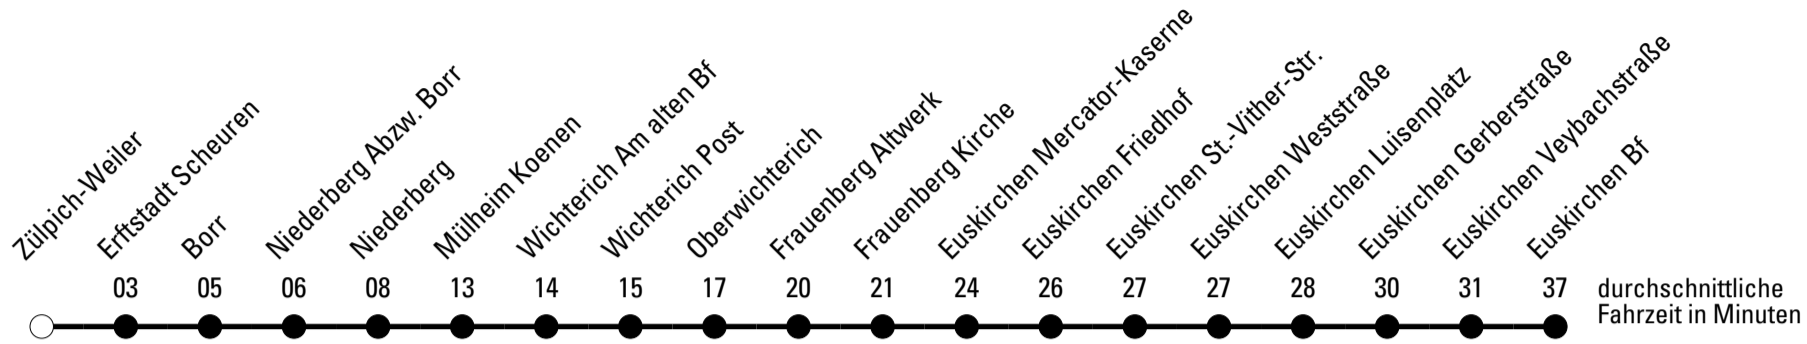 Zülpich-Weiler
Erftstadt Scheuren
Borr
Niederberg Abzw. Borr
Niederberg
Mülheim Koenen
Wichterich Am alten Bf
Wichterich Post
Oberwichterich
Frauenberg Altwerk
Frauenberg Kirche
Euskirchen Mercator-Kaserne
Euskirchen Friedhof
Euskirchen St.-Vither-Str.
Euskirchen Weststraße
Euskirchen Luisenplatz
Euskirchen Gerberstraße
Euskirchen Veybachstraße
Euskirchen Bf
03 05 06 08 13 14 15 17 20 21 24 26 27 27 28 30 31 37
durchschnittliche
Fahrzeit in Minuten